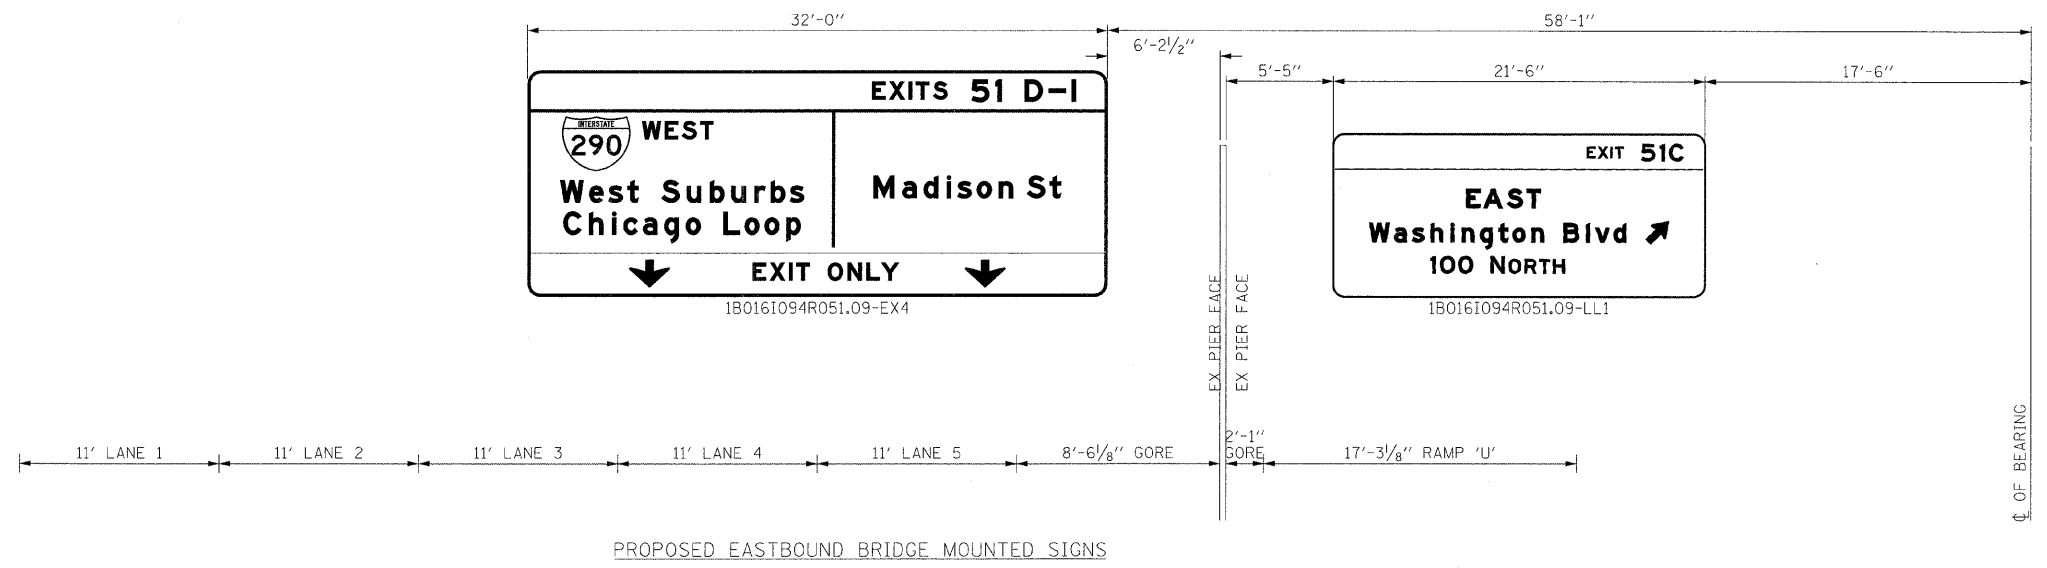 32'-0"
58'-1"
6'-2½"
5'-5"
21'-6"
17'-6"
EXITS 51 D-I
INTERSTATE
290
WEST
West Suburbs
Chicago Loop
Madison St
EXIT ONLY
1B016I094R051.09-EX4
EXIT 51C
EAST
Washington Blvd
100 NORTH
1B016I094R051.09-LL1
EX PIER FACE
EX PIER FACE
℄ OF BEARING
11' LANE 1
11' LANE 2
11' LANE 3
11' LANE 4
11' LANE 5
8'-6⅛" GORE
2'-1"
GORE
17'-3⅛" RAMP 'U'
PROPOSED EASTBOUND BRIDGE MOUNTED SIGNS